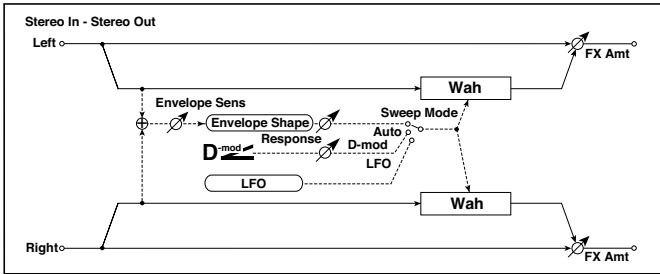 Stereo In - Stereo Out
Left
FX Amt
Wah
Envelope Sens
Sweep Mode
Envelope Shape
Auto
Response
D-mod
D-mod
LFO
LFO
Wah
Right
FX Amt